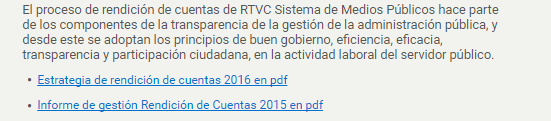 El proceso de rendición de cuentas de RTVC Sistema de Medios Públicos hace parte
de los componentes de la transparencia de la gestión de la administración pública, y
desde este se adoptan los principios de buen gobierno, eficiencia, eficacia,
transparencia y participación ciudadana, en la actividad laboral del servidor público.
• Estrategia de rendición de cuentas 2016 en pdf
• Informe de gestión Rendición de Cuentas 2015 en pdf